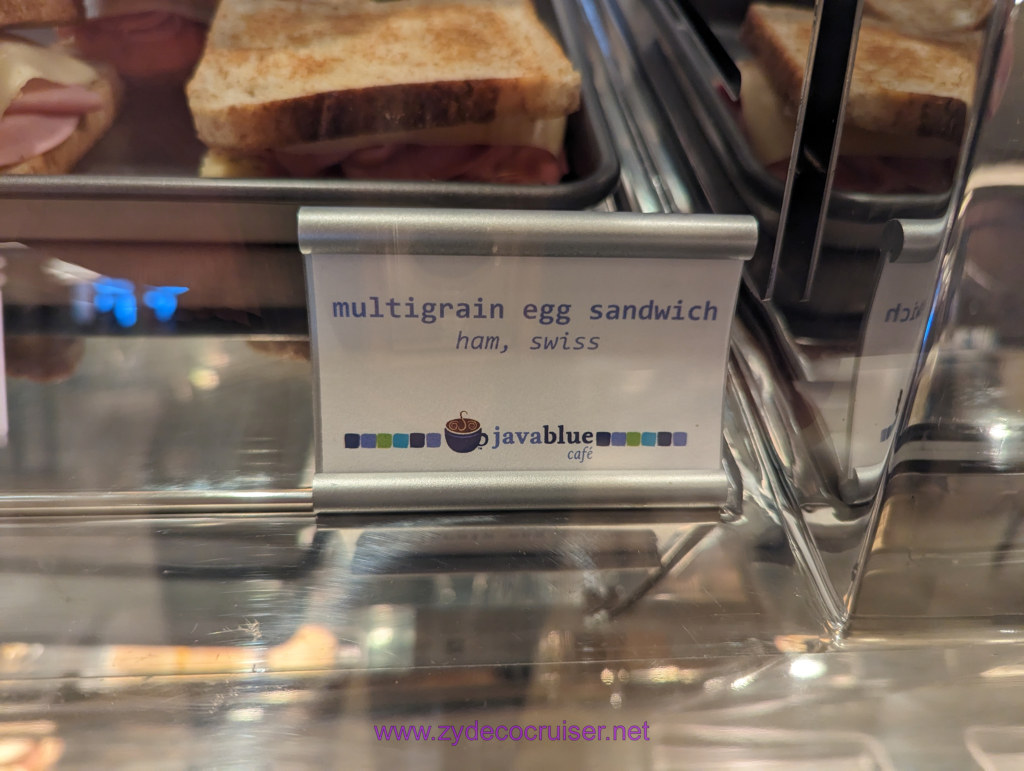 multigrain egg sandwich
ham, swiss
javablue
café
www.zydecocruiser.net